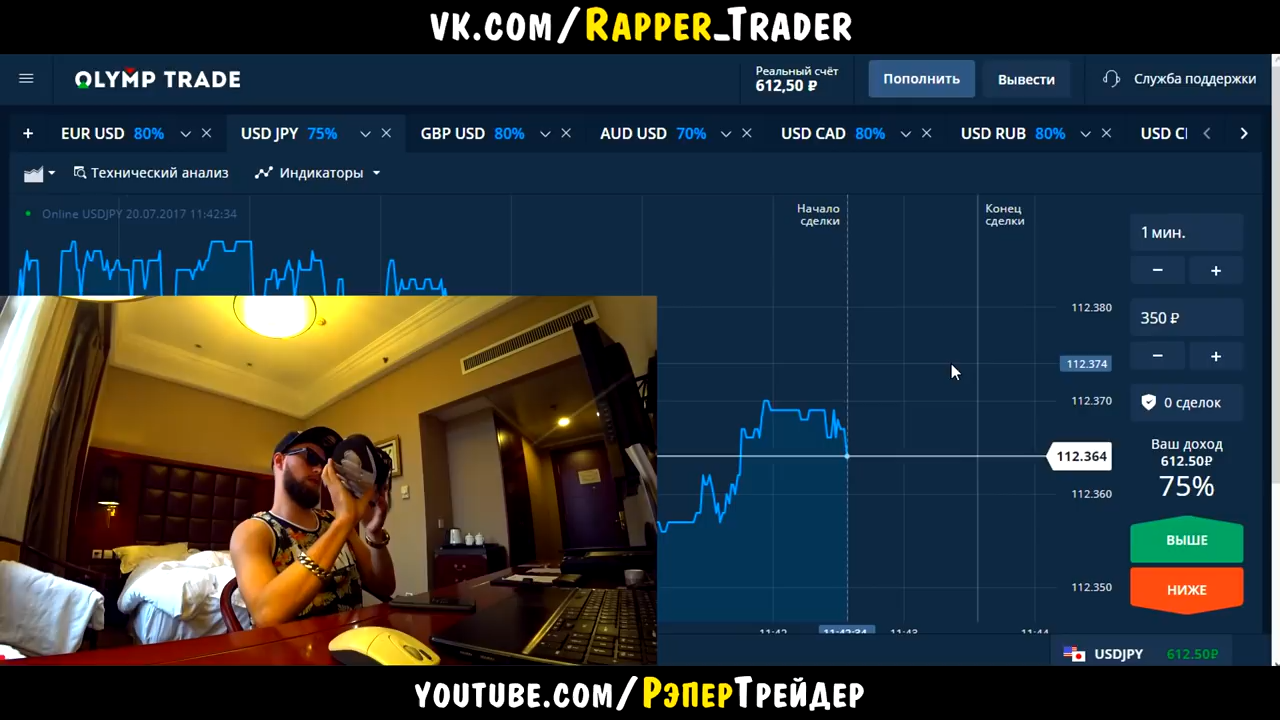 vk.com/Rapper_Trader
OLYMP TRADE
Реальный счёт
612,50 ₽
Пополнить
Вывести
Служба поддержки
+ EUR USD 80% USD JPY 75% GBP USD 80% AUD USD 70% USD CAD 80% USD RUB 80%
Технический анализ
Индикаторы
Online USDJPY 20.07.2017 11:42:34
Начало
сделки
Конец
сделки
1 мин.
− +
350 ₽
− +
0 сделок
Ваш доход
612.50₽
75%
ВЫШЕ
НИЖЕ
112.380
112.374
112.370
112.364
112.360
112.350
11:42 11:42:34 11:43 11:44
USDJPY 612.50₽
youtube.com/РэперТрейдер